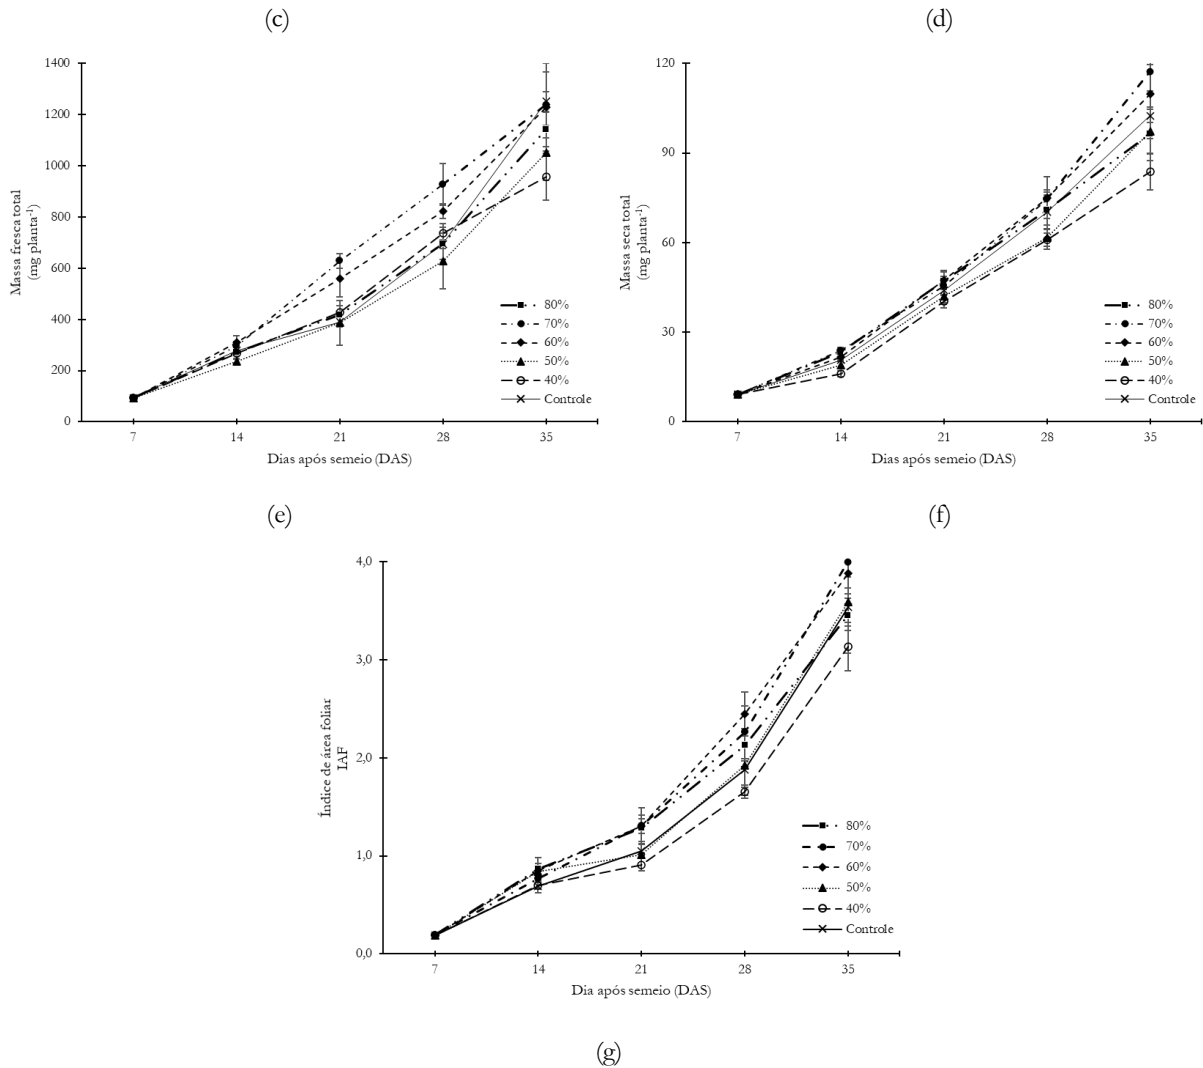 (c)
(d)
1400
1200
1000
800
600
400
200
0
Massa fresca total
(mg planta⁻¹)
80%
70%
60%
50%
40%
Controle
7 14 21 28 35
Dias após semeio (DAS)
120
90
60
30
0
Massa seca total
(mg planta⁻¹)
80%
70%
60%
50%
40%
Controle
7 14 21 28 35
Dias após semeio (DAS)
(e)
(f)
4,0
3,0
2,0
1,0
0,0
Índice de área foliar
IAF
80%
70%
60%
50%
40%
Controle
7 14 21 28 35
Dia após semeio (DAS)
(g)